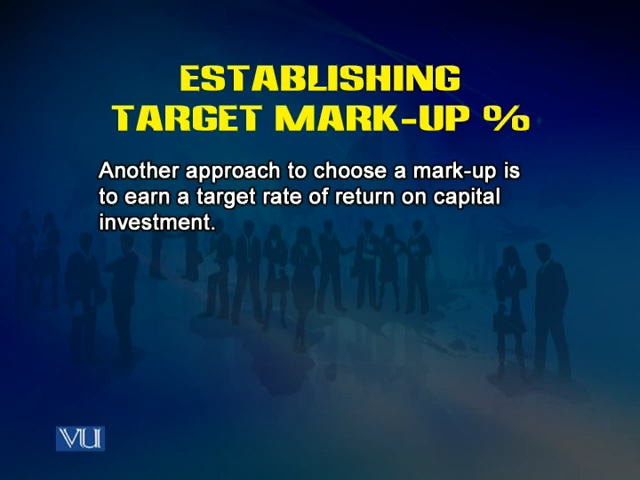 ESTABLISHING
TARGET MARK-UP %
Another approach to choose a mark-up is
to earn a target rate of return on capital
investment.
VU